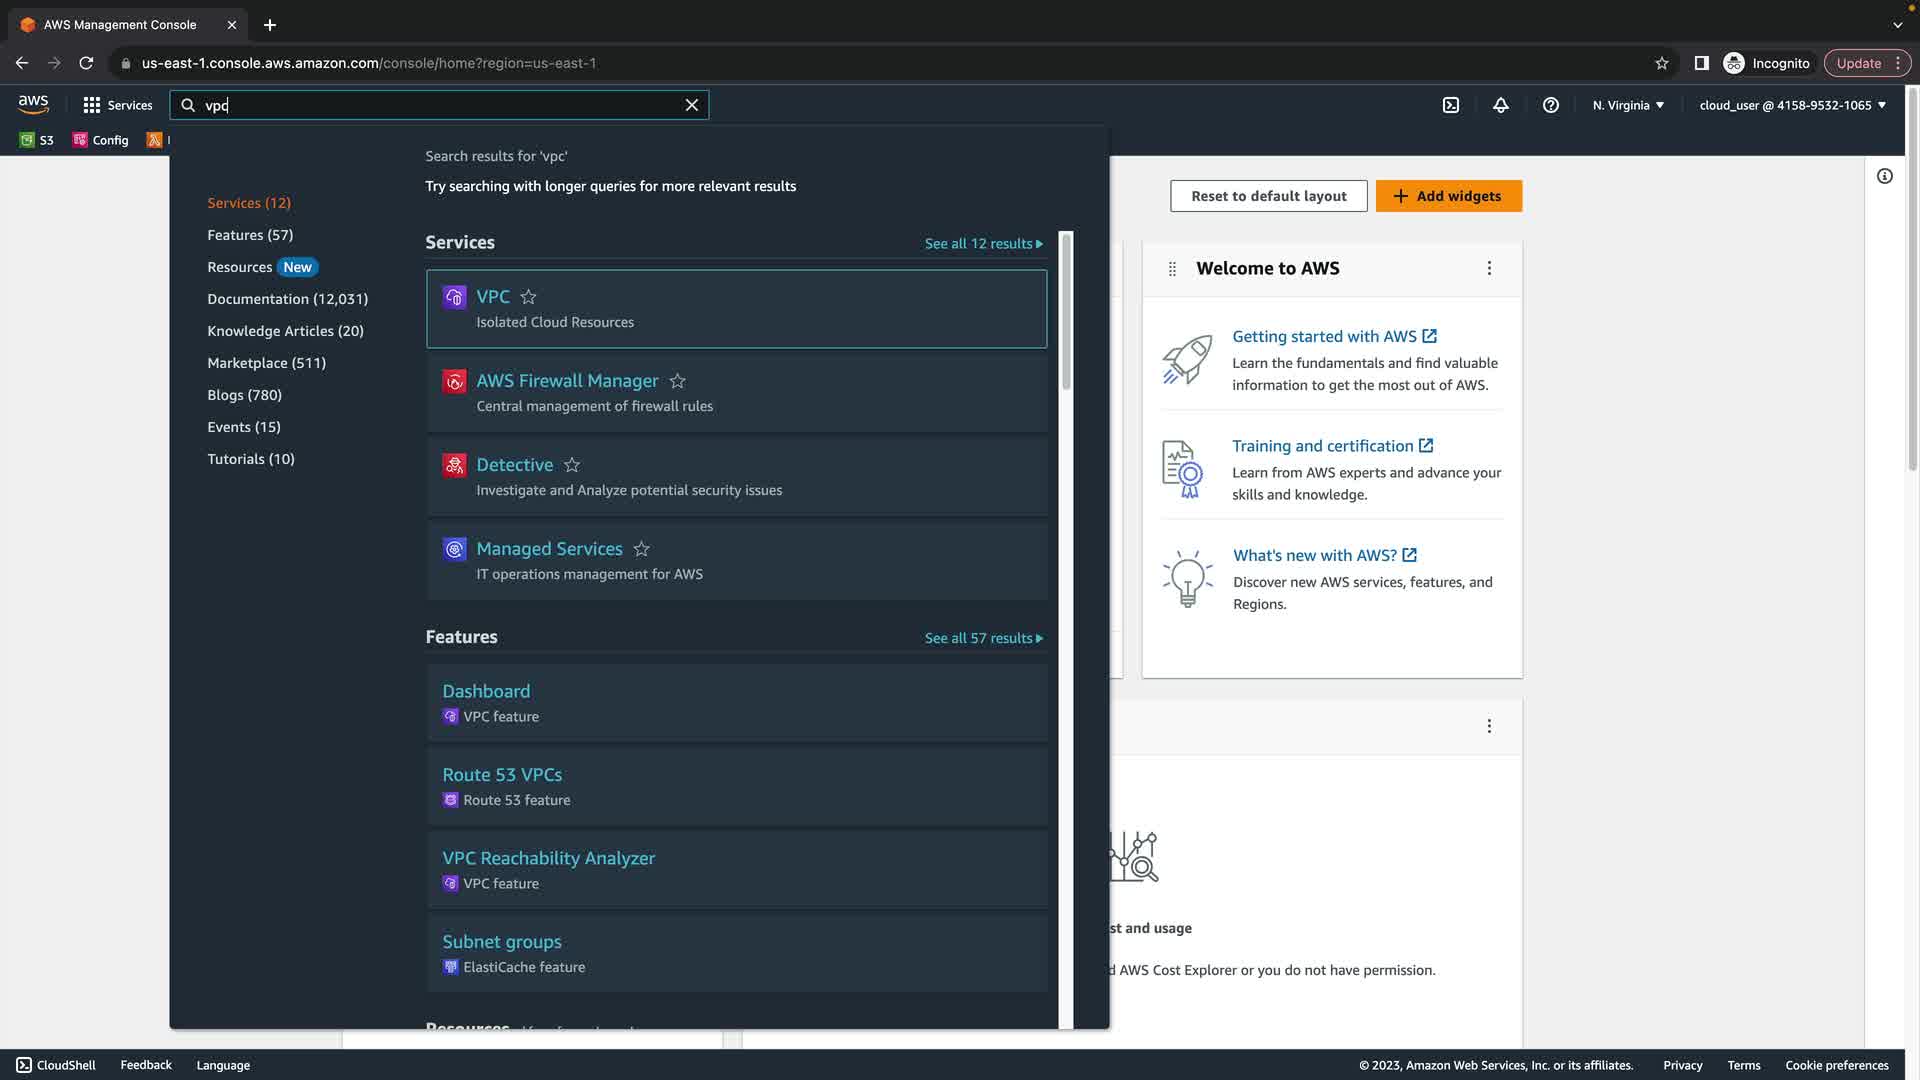 AWS Management Console
us-east-1.console.aws.amazon.com/console/home?region=us-east-1
Incognito
Update
aws
Services
vpc
N. Virginia
cloud_user @ 4158-9532-1065
S3
Config
Search results for 'vpc'
Try searching with longer queries for more relevant results
Services (12)
Features (57)
Resources New
Documentation (12,031)
Knowledge Articles (20)
Marketplace (511)
Blogs (780)
Events (15)
Tutorials (10)
Services
See all 12 results
VPC
Isolated Cloud Resources
AWS Firewall Manager
Central management of firewall rules
Detective
Investigate and Analyze potential security issues
Managed Services
IT operations management for AWS
Features
See all 57 results
Dashboard
VPC feature
Route 53 VPCs
Route 53 feature
VPC Reachability Analyzer
VPC feature
Subnet groups
ElastiCache feature
Resources
Reset to default layout
Add widgets
Welcome to AWS
Getting started with AWS
Learn the fundamentals and find valuable
information to get the most out of AWS.
Training and certification
Learn from AWS experts and advance your
skills and knowledge.
What's new with AWS?
Discover new AWS services, features, and
Regions.
st and usage
d AWS Cost Explorer or you do not have permission.
CloudShell
Feedback
Language
© 2023, Amazon Web Services, Inc. or its affiliates.
Privacy
Terms
Cookie preferences